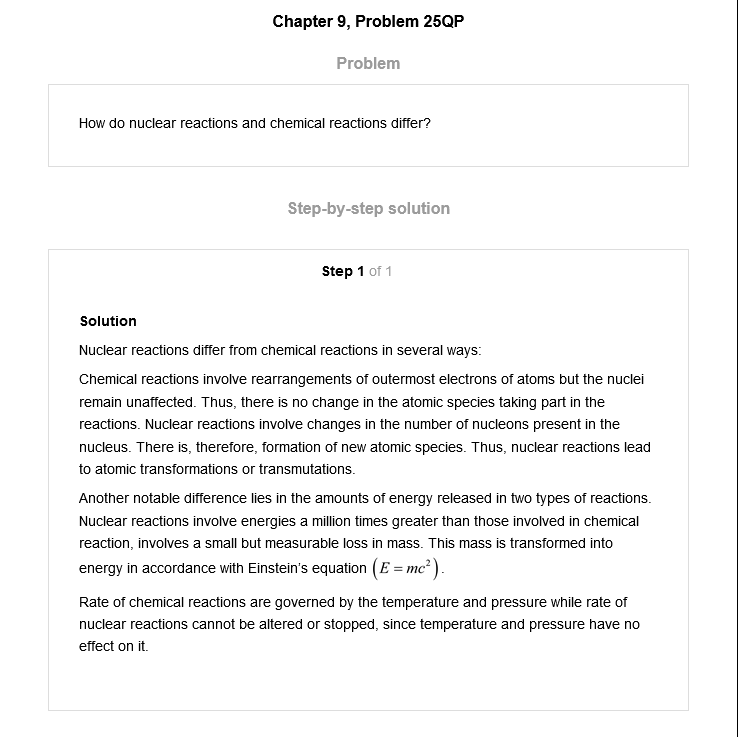 Chapter 9, Problem 25QP
Problem
How do nuclear reactions and chemical reactions differ?
Step-by-step solution
Step 1 of 1
Solution
Nuclear reactions differ from chemical reactions in several ways:
Chemical reactions involve rearrangements of outermost electrons of atoms but the nuclei
remain unaffected. Thus, there is no change in the atomic species taking part in the
reactions. Nuclear reactions involve changes in the number of nucleons present in the
nucleus. There is, therefore, formation of new atomic species. Thus, nuclear reactions lead
to atomic transformations or transmutations.
Another notable difference lies in the amounts of energy released in two types of reactions.
Nuclear reactions involve energies a million times greater than those involved in chemical
reaction, involves a small but measurable loss in mass. This mass is transformed into
energy in accordance with Einstein's equation (E = mc²).
Rate of chemical reactions are governed by the temperature and pressure while rate of
nuclear reactions cannot be altered or stopped, since temperature and pressure have no
effect on it.